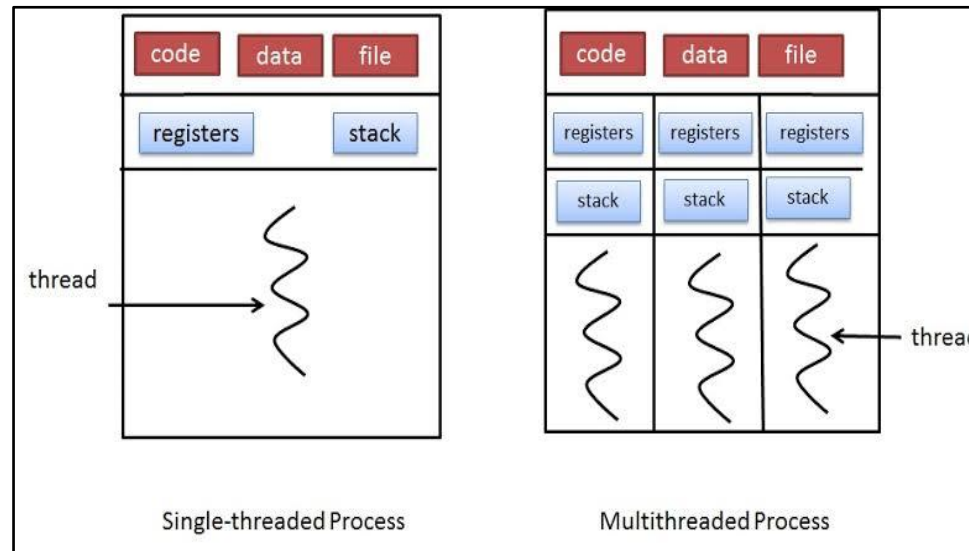 code data file
registers stack
thread
Single-threaded Process
code data file
registers registers registers
stack stack stack
thread
Multithreaded Process